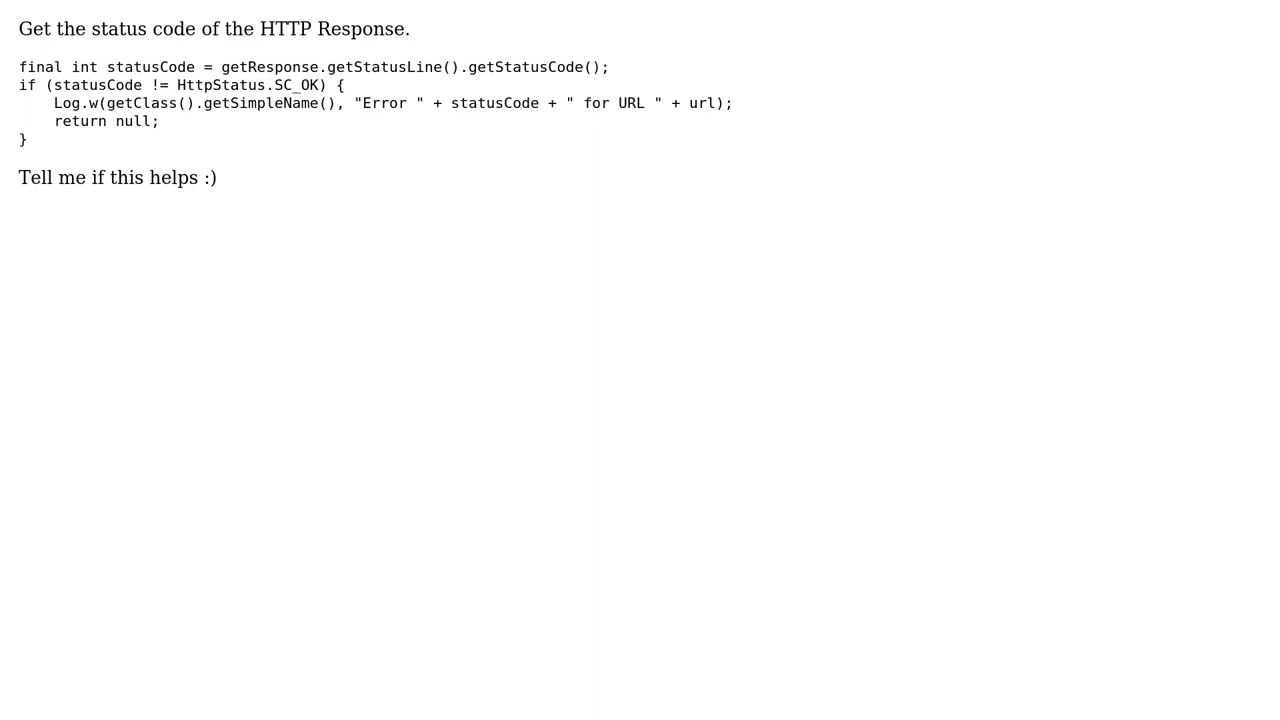 Get the status code of the HTTP Response.
final int statusCode = getResponse.getStatusLine().getStatusCode();
if (statusCode != HttpStatus.SC_OK) {
    Log.w(getClass().getSimpleName(), "Error " + statusCode + " for URL " + url);
    return null;
}
Tell me if this helps :)